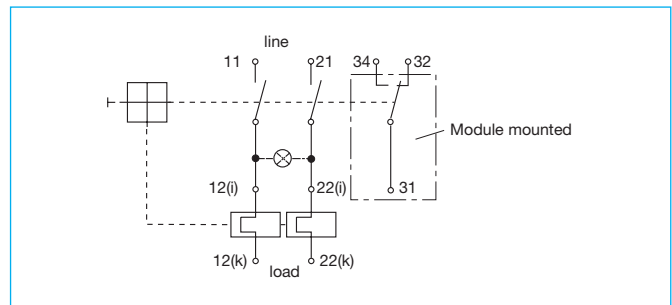 line
11 21 34 32
Module mounted
12(i) 22(i) 31
12(k) 22(k)
load